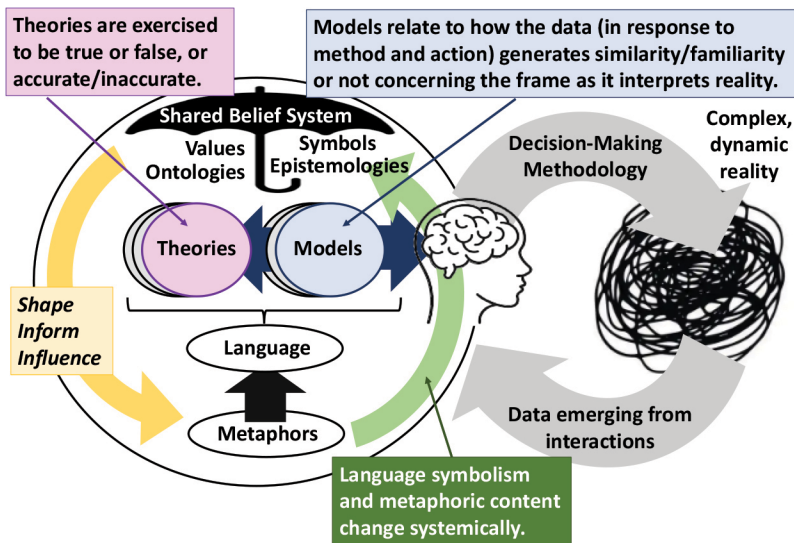 Theories are exercised
to be true or false, or
accurate/inaccurate.
Models relate to how the data (in response to
method and action) generates similarity/familiarity
or not concerning the frame as it interprets reality.
Shared Belief System
Values
Ontologies
Symbols
Epistemologies
Decision-Making
Methodology
Complex,
dynamic
reality
Theories
Models
Shape
Inform
Influence
Language
Metaphors
Data emerging from
interactions
Language symbolism
and metaphoric content
change systemically.